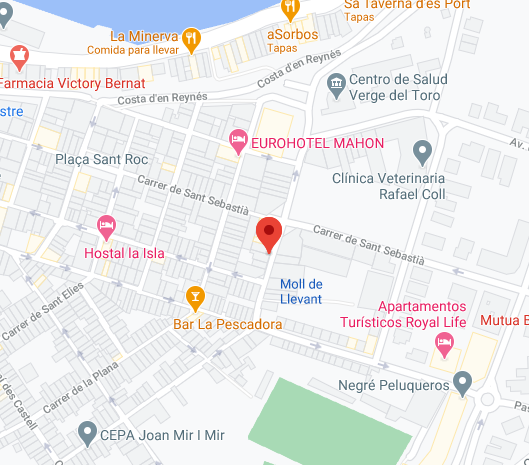 Sa Taverna d'es Port
Tapas
La Minerva
Comida para llevar
aSorbos
Tapas
Farmacia Victory Bernat
Costa d'en Reynés
Costa d'en Reynés
Centro de Salud
Verge del Toro
estre
EUROHOTEL MAHON
Av.
Plaça Sant Roc
Clínica Veterinaria
Rafael Coll
Carrer de Sant Sebastià
Carrer de Sant Sebastià
Hostal la Isla
Moll de
Llevant
Carrer de Sant Elies
Bar La Pescadora
Apartamentos
Turísticos Royal Life
Mutua B
Carrer de la Plana
Negré Peluqueros
des Castell
Pas
CEPA Joan Mir I Mir